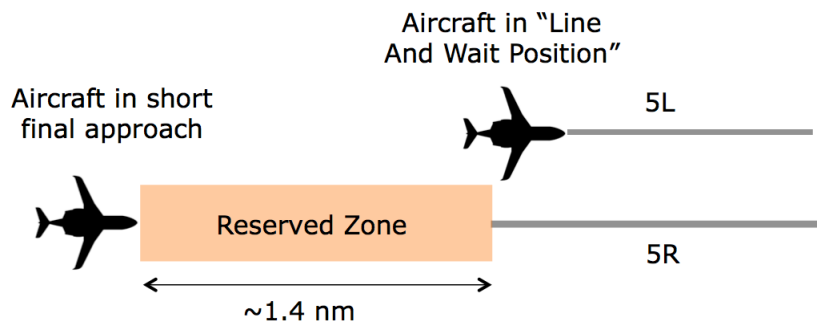 Aircraft in “Line
And Wait Position”
Aircraft in short
final approach
5L
Reserved Zone
5R
~1.4 nm